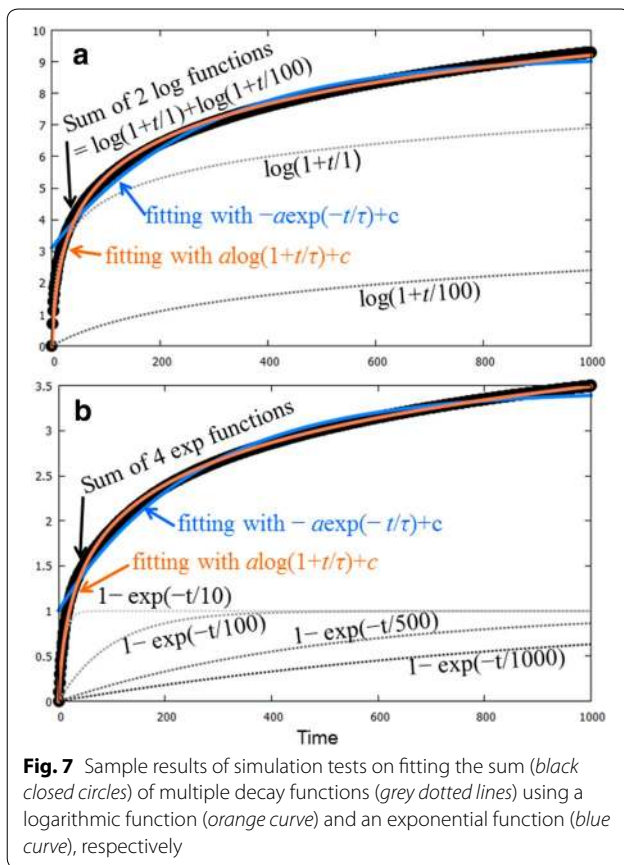 10
a
9
8
7
6
5
4
3
2
1
0
Sum of 2 log functions
= log(1+t/1)+log(1+t/100)
log(1+t/1)
fitting with −aexp(−t/τ)+c
fitting with alog(1+t/τ)+c
log(1+t/100)
0 200 400 600 800 1000
3.5
b
3
2.5
2
1.5
1
0.5
0
Sum of 4 exp functions
fitting with − aexp(− t/τ)+c
fitting with alog(1+t/τ)+c
1− exp(−t/10)
1− exp(−t/100)
1− exp(−t/500)
1− exp(−t/1000)
0 200 400 600 800 1000
Time
Fig. 7 Sample results of simulation tests on fitting the sum (black
closed circles) of multiple decay functions (grey dotted lines) using a
logarithmic function (orange curve) and an exponential function (blue
curve), respectively